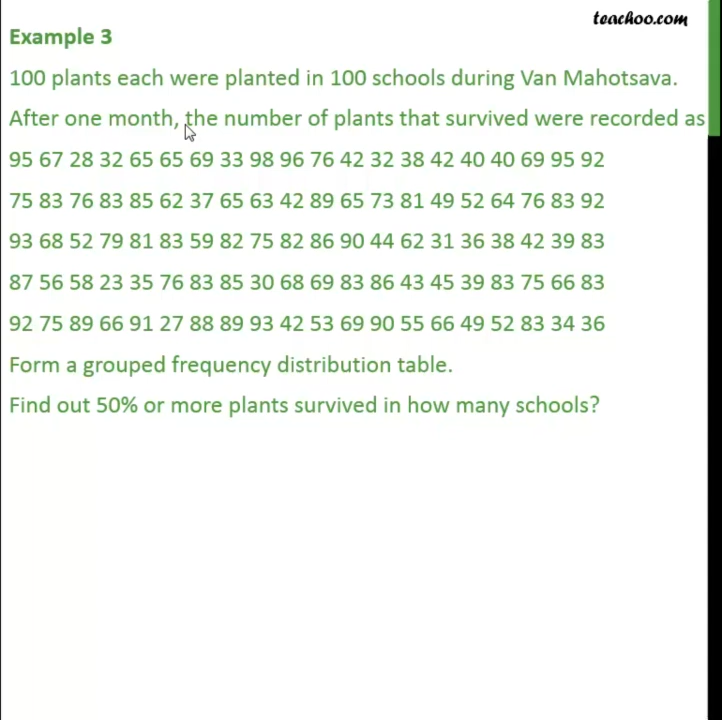 teachoo.com
Example 3
100 plants each were planted in 100 schools during Van Mahotsava.
After one month, the number of plants that survived were recorded as
95 67 28 32 65 65 69 33 98 96 76 42 32 38 42 40 40 69 95 92
75 83 76 83 85 62 37 65 63 42 89 65 73 81 49 52 64 76 83 92
93 68 52 79 81 83 59 82 75 82 86 90 44 62 31 36 38 42 39 83
87 56 58 23 35 76 83 85 30 68 69 83 86 43 45 39 83 75 66 83
92 75 89 66 91 27 88 89 93 42 53 69 90 55 66 49 52 83 34 36
Form a grouped frequency distribution table.
Find out 50% or more plants survived in how many schools?